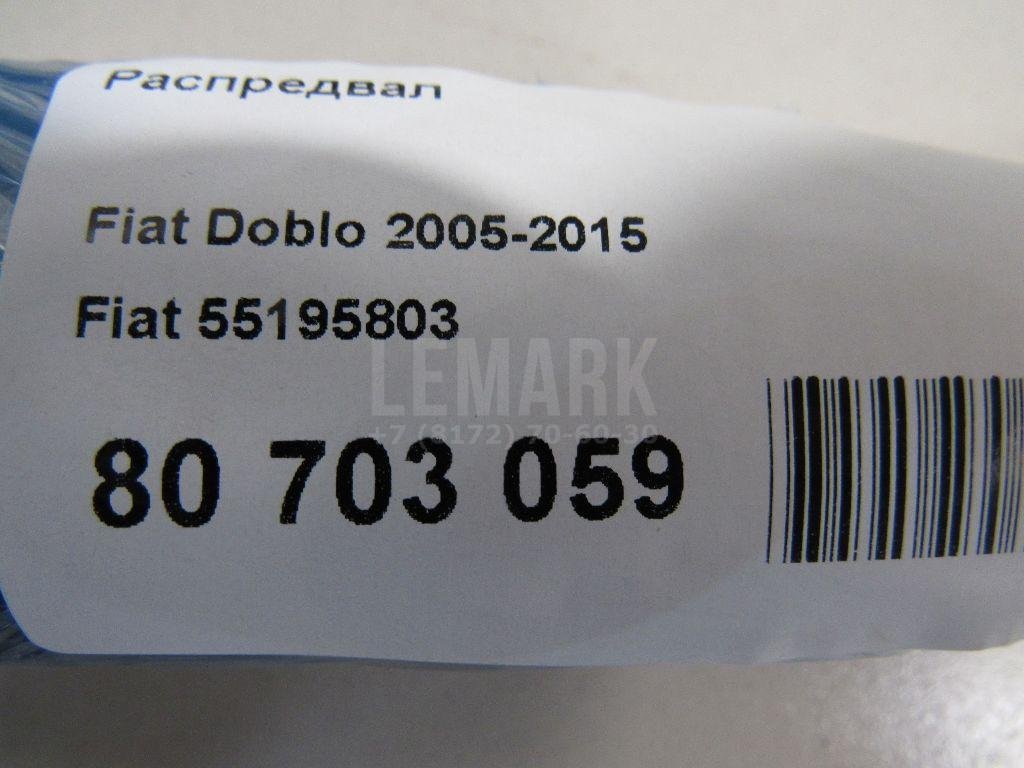 Распредвал
Fiat Doblo 2005-2015
Fiat 55195803
LEMARK
+7 (8172) 70-60-30
80 703 059